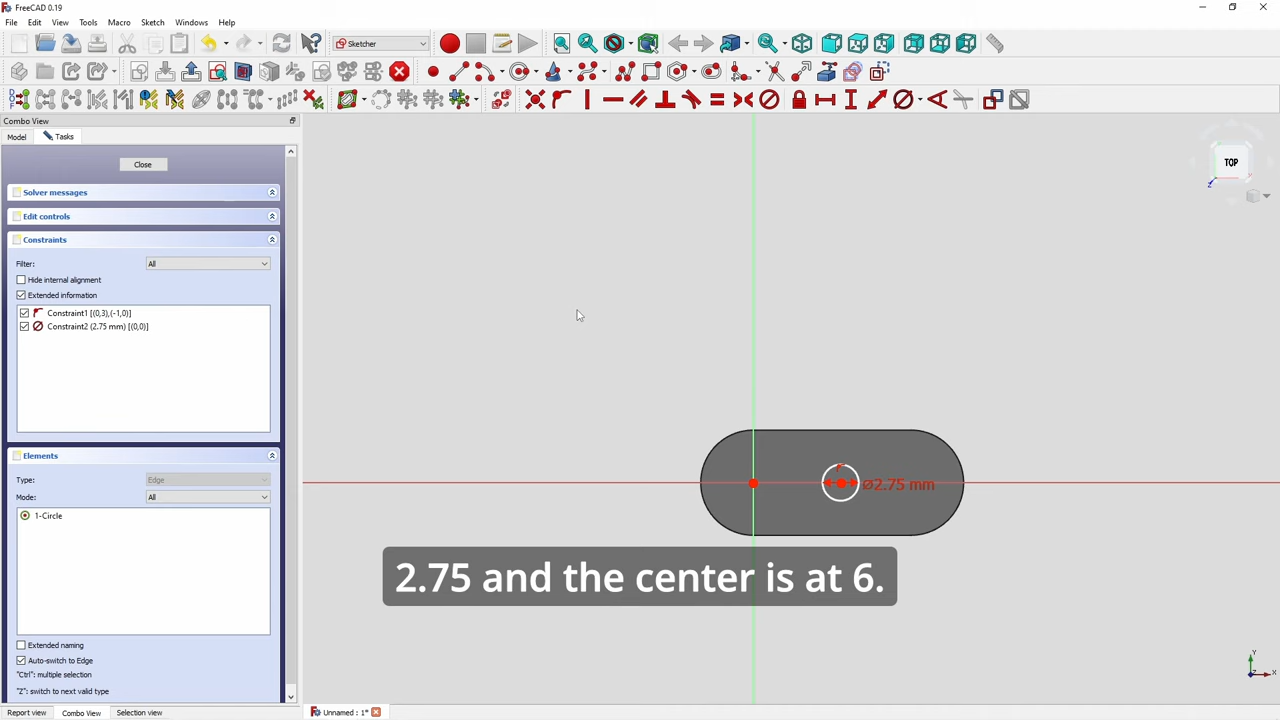 FreeCAD 0.19
File Edit View Tools Macro Sketch Windows Help
Sketcher
Combo View
Model Tasks
Close
Solver messages
Edit controls
Constraints
Filter: All
Hide internal alignment
Extended information
Constraint1 [(0,3),(-1,0)]
Constraint2 (2.75 mm) [(0,0)]
Elements
Type: Edge
Mode: All
1-Circle
Extended naming
Auto-switch to Edge
"Ctrl": multiple selection
"Z": switch to next valid type
Report view Combo View Selection view
Unnamed : 1*
TOP
⌀2.75 mm
2.75 and the center is at 6.
Y
Z
X